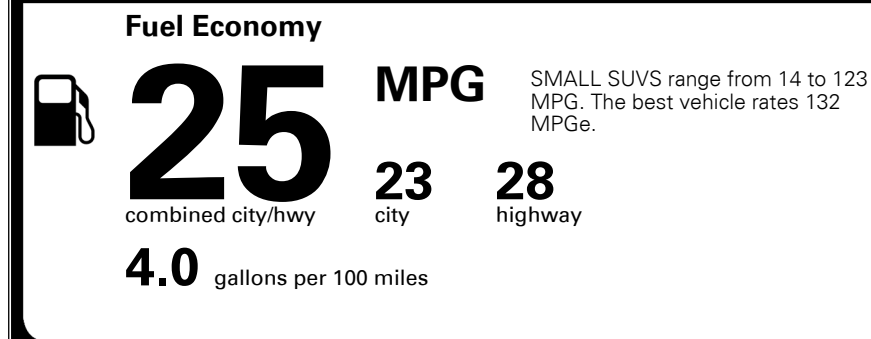 Fuel Economy
25 MPG
SMALL SUVS range from 14 to 123
MPG. The best vehicle rates 132
MPGe.
combined city/hwy
23
city
28
highway
4.0 gallons per 100 miles